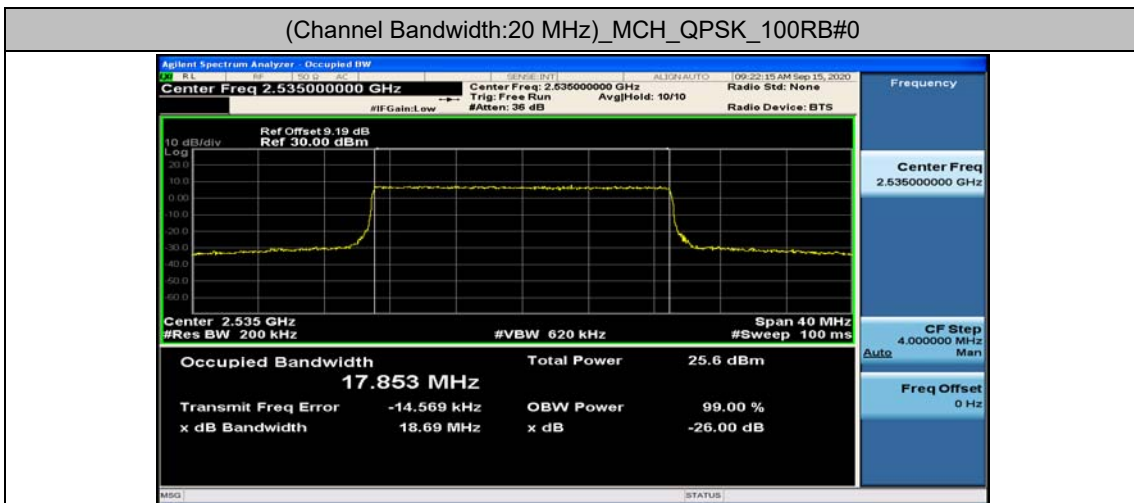 (Channel Bandwidth:20 MHz)_MCH_QPSK_100RB#0
Agilent Spectrum Analyzer - Occupied BW
RL RF 50 Ω AC SENSE:INT ALIGNAUTO 09:22:15 AM Sep 15, 2020
Center Freq 2.535000000 GHz Center Freq: 2.535000000 GHz Radio Std: None
Trig: Free Run Avg|Hold: 10/10
#IFGain:Low #Atten: 36 dB Radio Device: BTS
Frequency
Ref Offset 9.19 dB
10 dB/div Ref 30.00 dBm
Log
20.0
10.0
0.00
-10.0
-20.0
-30.0
-40.0
-50.0
-60.0
Center 2.535 GHz Span 40 MHz
#Res BW 200 kHz #VBW 620 kHz #Sweep 100 ms
Occupied Bandwidth Total Power 25.6 dBm
17.853 MHz
Transmit Freq Error -14.569 kHz OBW Power 99.00 %
x dB Bandwidth 18.69 MHz x dB -26.00 dB
Center Freq
2.535000000 GHz
CF Step
4.000000 MHz
Auto Man
Freq Offset
0 Hz
MSG STATUS